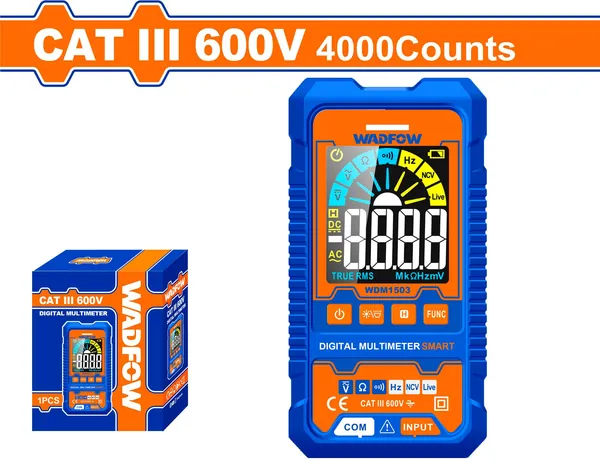 CAT III 600V 4000Counts
WADFOW
Hz
NCV
Live
H
DC
AC
8.8.8.8
TRUE RMS MkΩHzmV
WDM1503
H FUNC
DIGITAL MULTIMETER SMART
V Ω Hz NCV Live
CE CAT III 600V
COM INPUT
CAT III 600V
DIGITAL MULTIMETER
1PCS
WADFOW
WADFOW